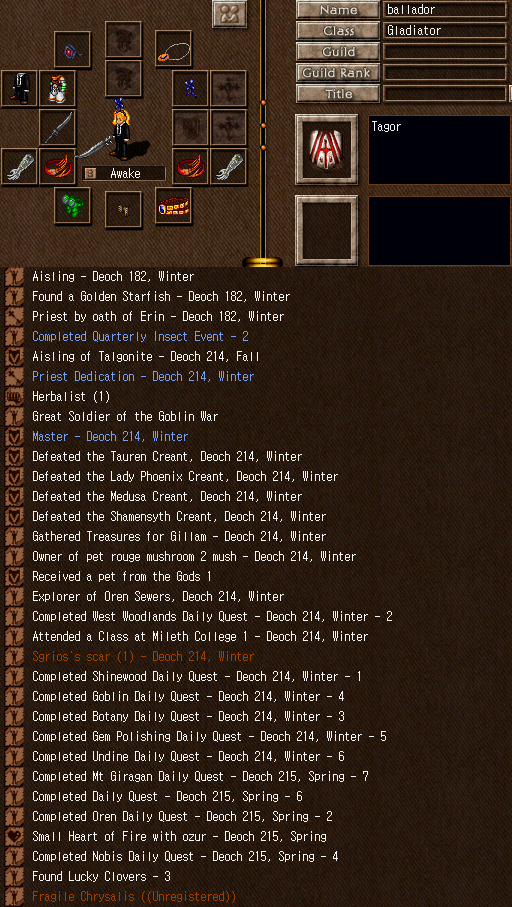 Name ballador
Class Gladiator
Guild
Guild Rank
Title
Tagor
Awake
Aisling - Deoch 182, Winter
Found a Golden Starfish - Deoch 182, Winter
Priest by oath of Erin - Deoch 182, Winter
Completed Quarterly Insect Event - 2
Aisling of Talgonite - Deoch 214, Fall
Priest Dedication - Deoch 214, Winter
Herbalist (1)
Great Soldier of the Goblin War
Master - Deoch 214, Winter
Defeated the Tauren Creant, Deoch 214, Winter
Defeated the Lady Phoenix Creant, Deoch 214, Winter
Defeated the Medusa Creant, Deoch 214, Winter
Defeated the Shamensyth Creant, Deoch 214, Winter
Gathered Treasures for Gillam - Deoch 214, Winter
Owner of pet rouge mushroom 2 mush - Deoch 214, Winter
Received a pet from the Gods 1
Explorer of Oren Sewers, Deoch 214, Winter
Completed West Woodlands Daily Quest - Deoch 214, Winter - 2
Attended a Class at Mileth College 1 - Deoch 214, Winter
Sgrios's scar (1) - Deoch 214, Winter
Completed Shinewood Daily Quest - Deoch 214, Winter - 1
Completed Goblin Daily Quest - Deoch 214, Winter - 4
Completed Botany Daily Quest - Deoch 214, Winter - 3
Completed Gem Polishing Daily Quest - Deoch 214, Winter - 5
Completed Undine Daily Quest - Deoch 214, Winter - 6
Completed Mt Giragan Daily Quest - Deoch 215, Spring - 7
Completed Daily Quest - Deoch 215, Spring - 6
Completed Oren Daily Quest - Deoch 215, Spring - 2
Small Heart of Fire with ozur - Deoch 215, Spring
Completed Nobis Daily Quest - Deoch 215, Spring - 4
Found Lucky Clovers - 3
Fragile Chrysalis ((Unregistered))